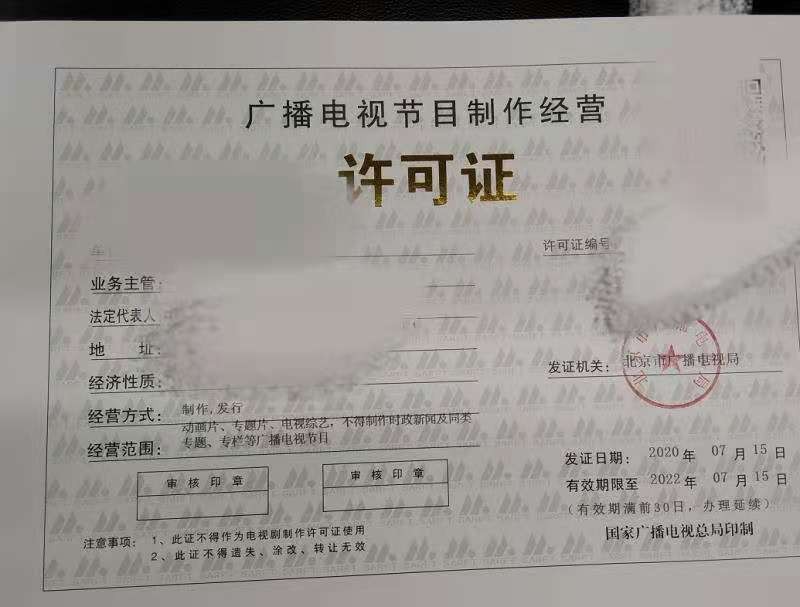 广播电视节目制作经营
许可证
许可证编号
业务主管:
法定代表人
地 址:
经济性质:
经营方式: 制作,发行
经营范围: 动画片、专题片、电视综艺,不得制作时政新闻及同类
专题、专栏等广播电视节目
审核印章
审核印章
注意事项: 1、此证不得作为电视剧制作许可证使用
2、此证不得遗失、涂改、转让无效
发证机关: 北京市广播电视局
发证日期: 2020 年 07 月 15 日
有效期限至 2022 年 07 月 15 日
(有效期满前30日,办理延续)
国家广播电视总局印制